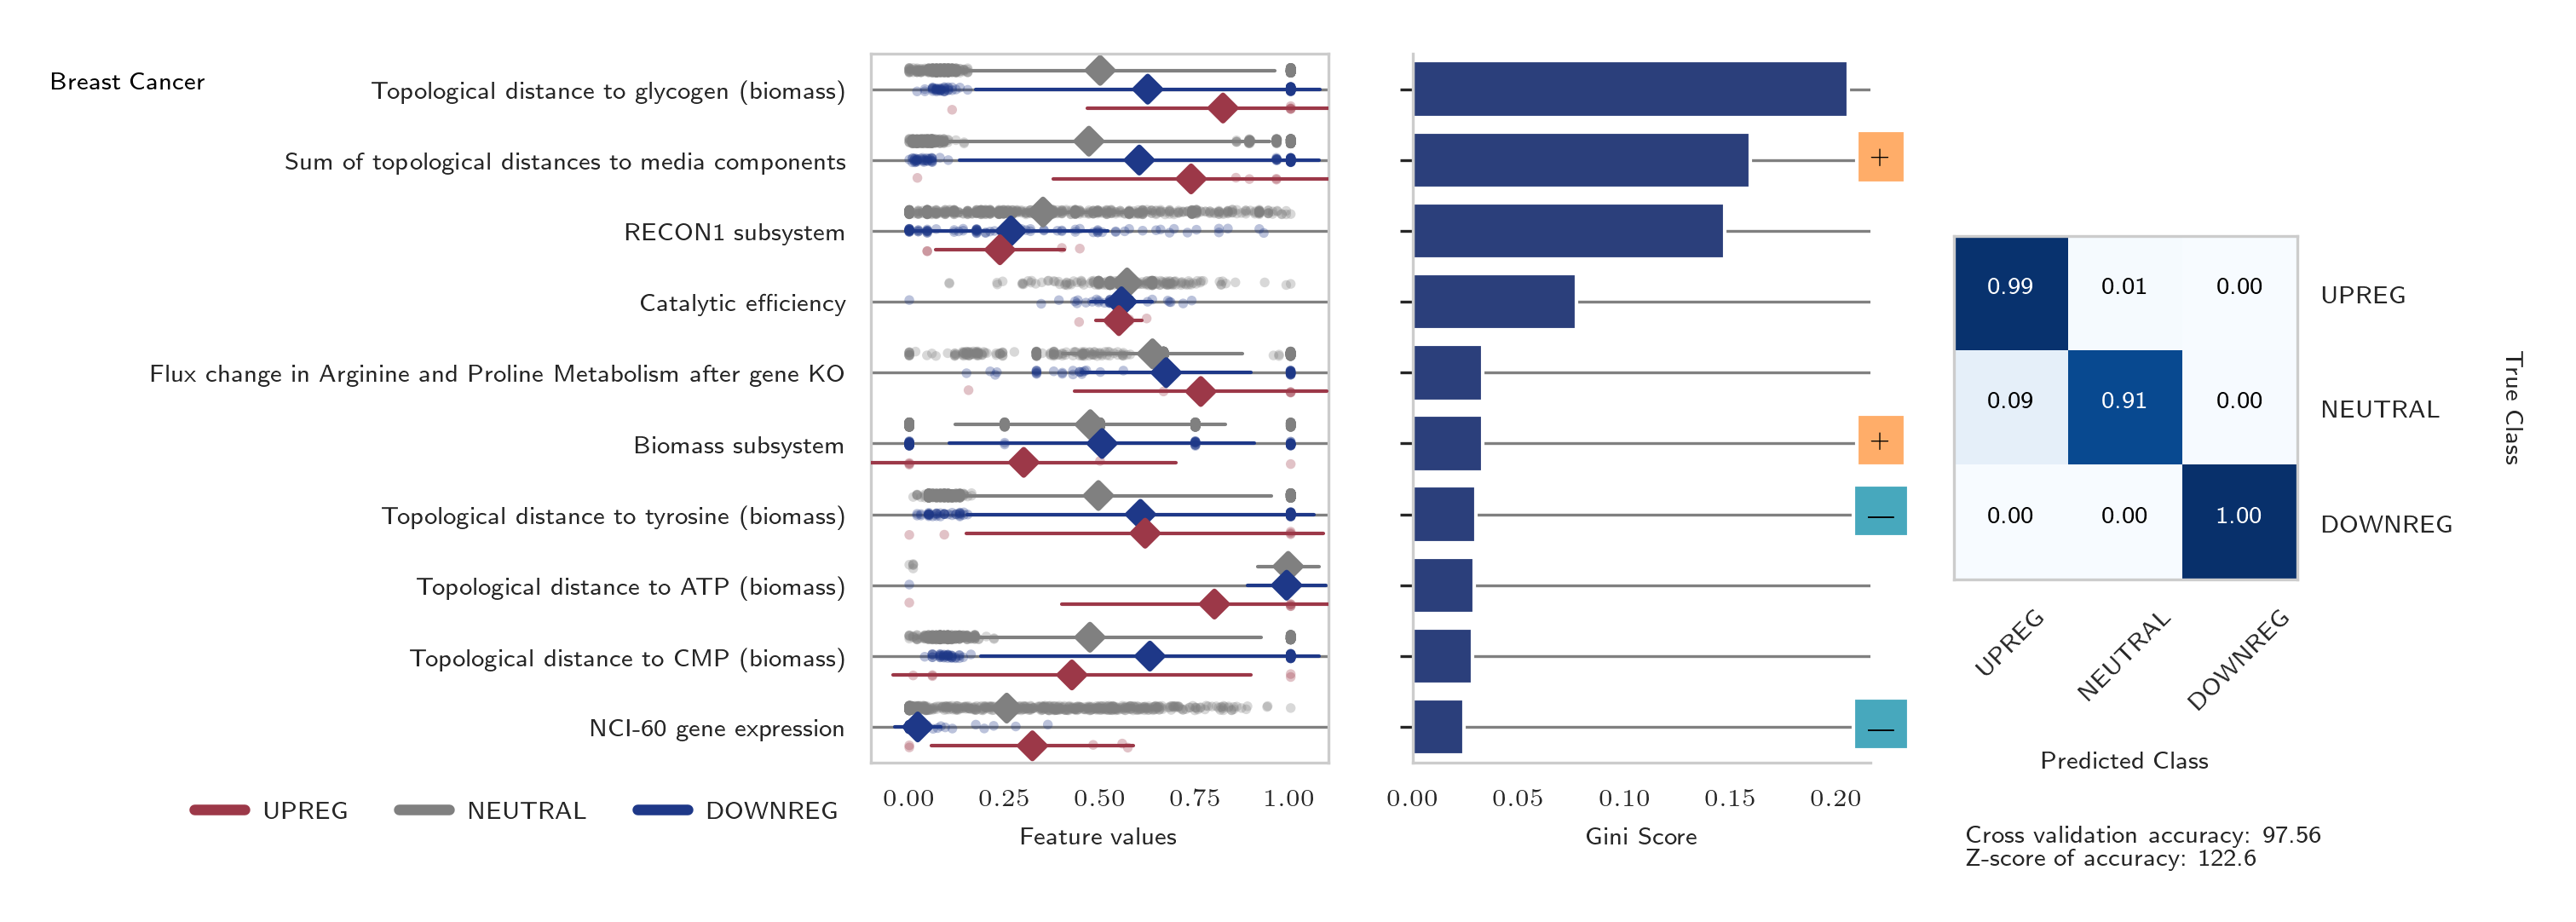 Breast Cancer
Topological distance to glycogen (biomass)
Sum of topological distances to media components
RECON1 subsystem
Catalytic efficiency
Flux change in Arginine and Proline Metabolism after gene KO
Biomass subsystem
Topological distance to tyrosine (biomass)
Topological distance to ATP (biomass)
Topological distance to CMP (biomass)
NCI-60 gene expression
UPREG NEUTRAL DOWNREG
0.00 0.25 0.50 0.75 1.00
Feature values
+
+
—
—
0.00 0.05 0.10 0.15 0.20
Gini Score
0.99 0.01 0.00 UPREG
0.09 0.91 0.00 NEUTRAL
0.00 0.00 1.00 DOWNREG
True Class
UPREG NEUTRAL DOWNREG
Predicted Class
Cross validation accuracy: 97.56
Z-score of accuracy: 122.6